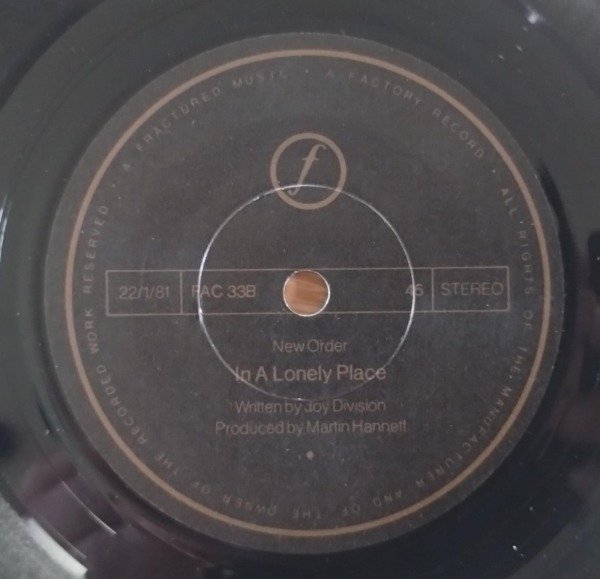 A FRACTURED MUSIC · A FACTORY RECORD · ALL RIGHTS OF THE MANUFACTURER AND OF THE OWNER OF THE RECORDED WORK RESERVED ·
f
22/1/81 FAC 33B 45 STEREO
New Order
In A Lonely Place
Written by Joy Division
Produced by Martin Hannett